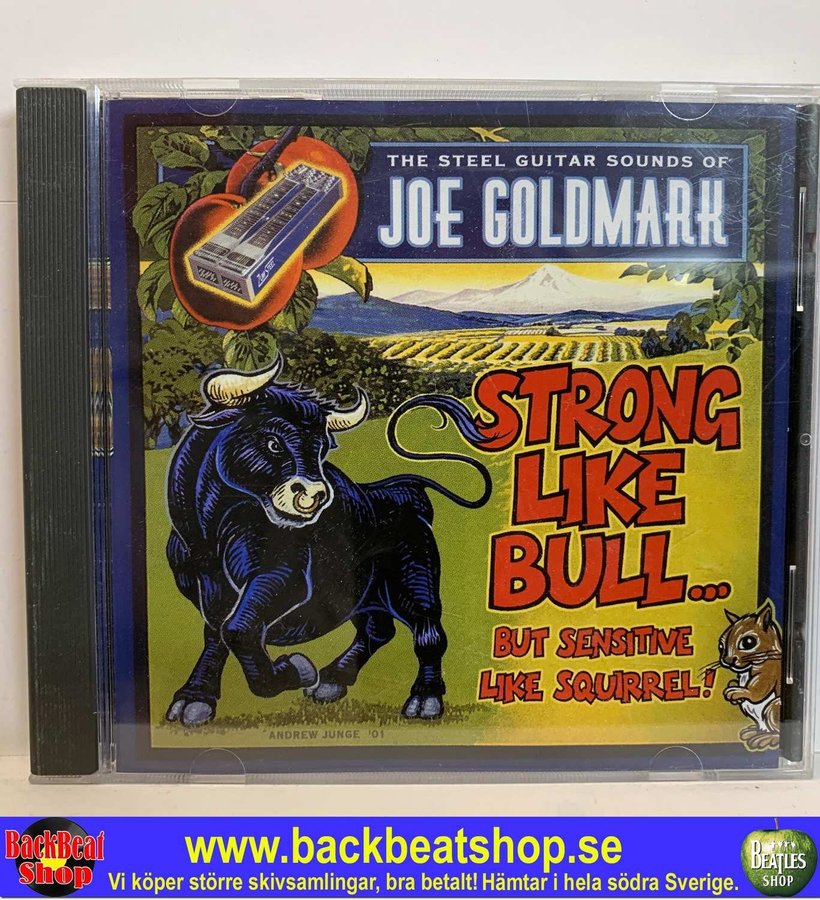 THE STEEL GUITAR SOUNDS OF
JOE GOLDMARK
STRONG
LIKE
BULL...
BUT SENSITIVE
LIKE SQUIRREL!
ANDREW JUNGE '01
BackBeat
Shop
www.backbeatshop.se
Vi köper större skivsamlingar, bra betalt! Hämtar i hela södra Sverige.
BEATLES
SHOP